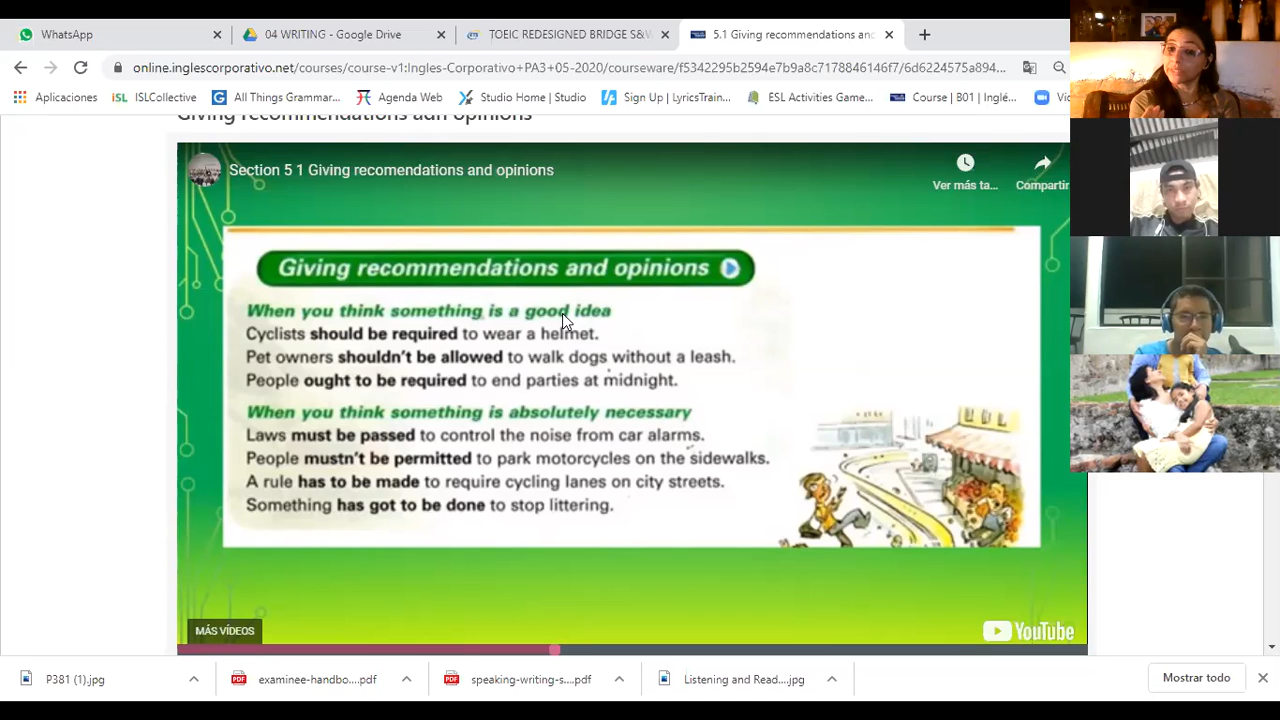 WhatsApp
04 WRITING - Google Drive
TOEIC REDESIGNED BRIDGE S&W
5.1 Giving recommendations and
online.inglescorporativo.net/courses/course-v1:Ingles-Corporativo+PA3+05-2020/courseware/f5342295b2594e7b9a8c7178846146f7/6d6224575a894...
Aplicaciones
iSL ISLCollective
All Things Grammar...
Agenda Web
Studio Home | Studio
Sign Up | LyricsTrain...
ESL Activities Game...
Course | B01 | Inglé...
Giving recommendations adn opinions
Section 5 1 Giving recomendations and opinions
Ver más ta...
Compartir
Giving recommendations and opinions
When you think something is a good idea
Cyclists should be required to wear a helmet.
Pet owners shouldn't be allowed to walk dogs without a leash.
People ought to be required to end parties at midnight.
When you think something is absolutely necessary
Laws must be passed to control the noise from car alarms.
People mustn't be permitted to park motorcycles on the sidewalks.
A rule has to be made to require cycling lanes on city streets.
Something has got to be done to stop littering.
MÁS VÍDEOS
YouTube
P381 (1).jpg
examinee-handbo....pdf
speaking-writing-s....pdf
Listening and Read....jpg
Mostrar todo